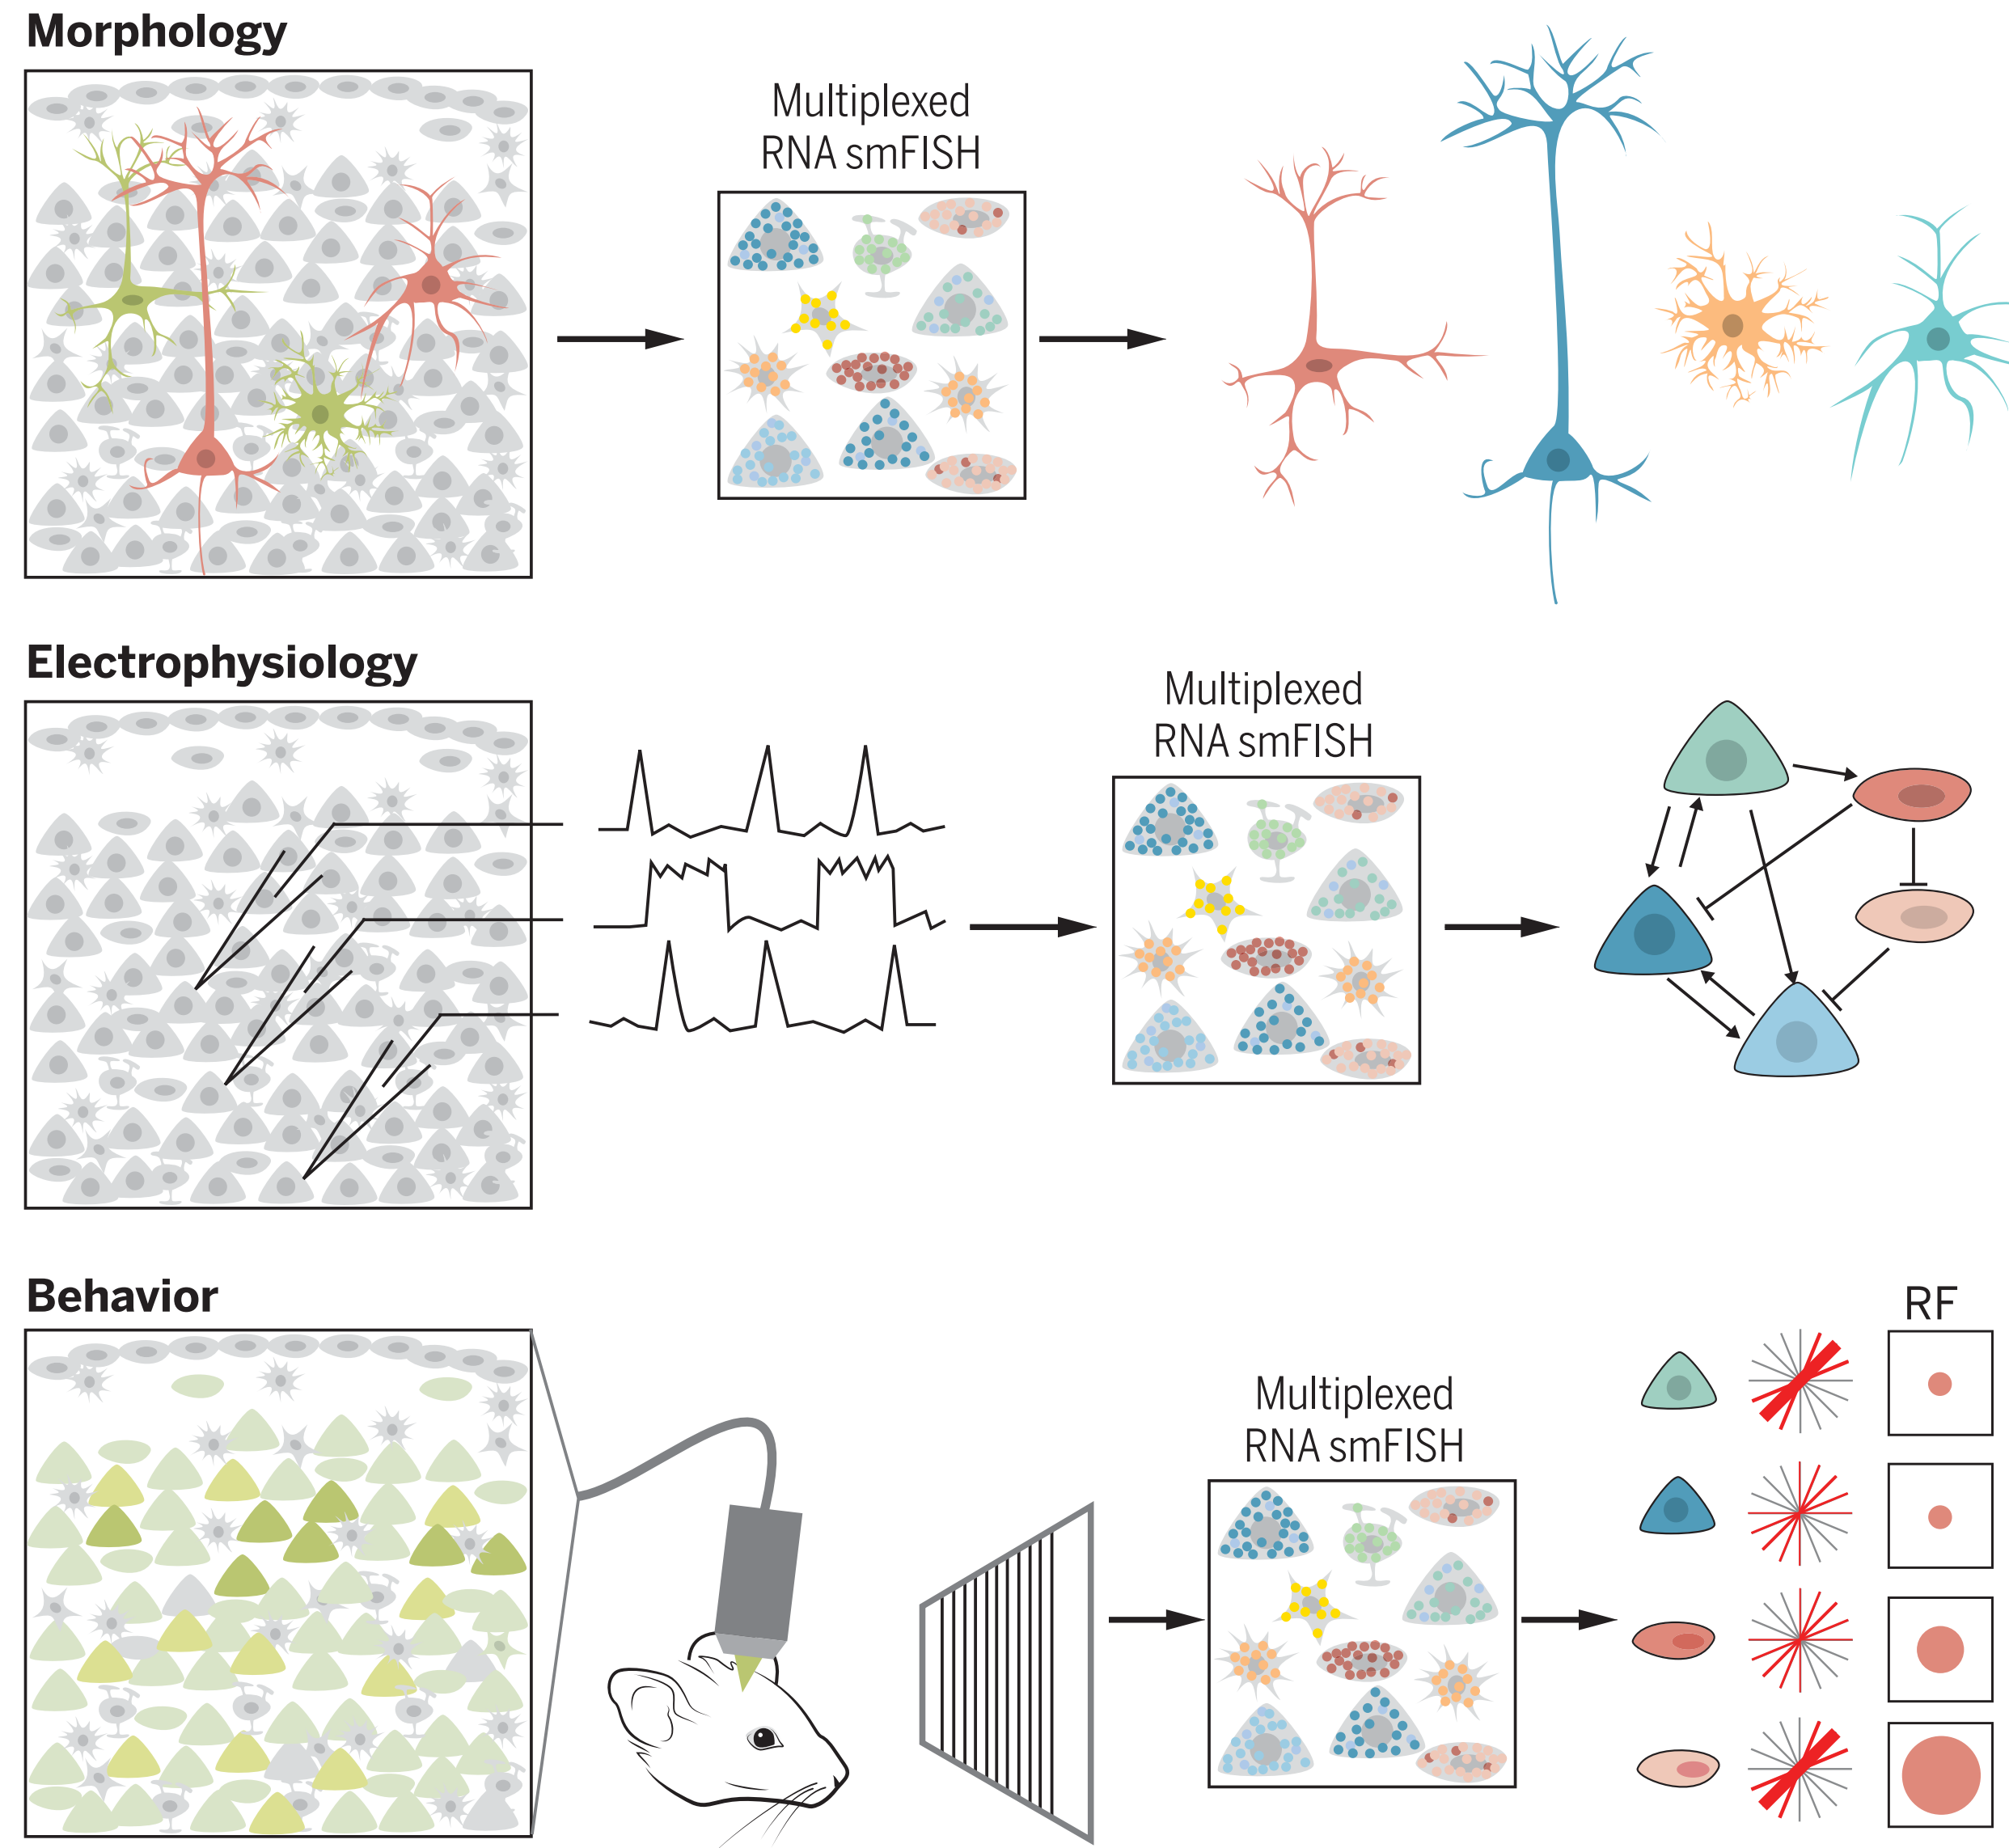 Morphology
Multiplexed
RNA smFISH
Electrophysiology
Multiplexed
RNA smFISH
Behavior
RF
Multiplexed
RNA smFISH